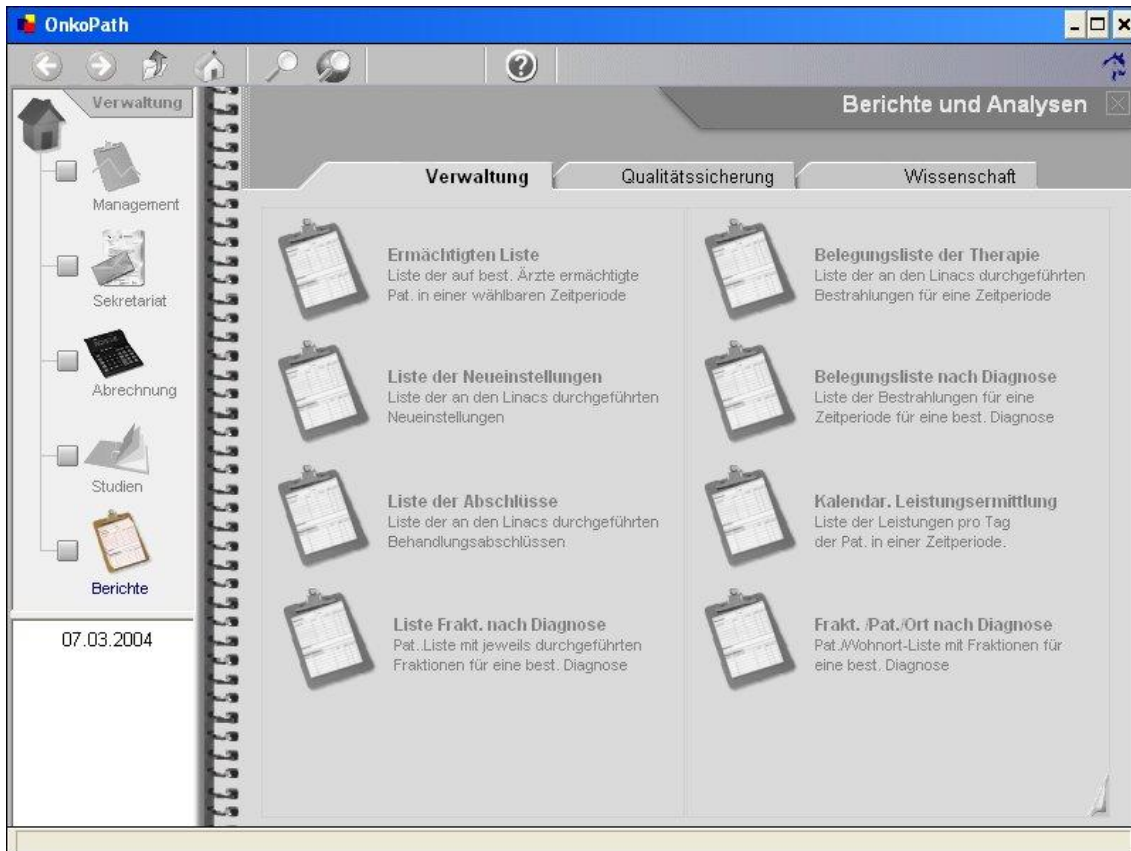 OnkoPath
Verwaltung
Management
Sekretariat
Abrechnung
Studien
Berichte
07.03.2004
Berichte und Analysen
Verwaltung
Qualitätssicherung
Wissenschaft
Ermächtigten Liste
Liste der auf best. Ärzte ermächtigte
Pat. in einer wählbaren Zeitperiode
Liste der Neueinstellungen
Liste der an den Linacs durchgeführten
Neueinstellungen
Liste der Abschlüsse
Liste der an den Linacs durchgeführten
Behandlungsabschlüssen
Liste Frakt. nach Diagnose
Pat..Liste mit jeweils durchgeführten
Fraktionen für eine best. Diagnose
Belegungsliste der Therapie
Liste der an den Linacs durchgeführten
Bestrahlungen für eine Zeitperiode
Belegungsliste nach Diagnose
Liste der Bestrahlungen für eine
Zeitperiode für eine best. Diagnose
Kalendar. Leistungsermittlung
Liste der Leistungen pro Tag
der Pat. in einer Zeitperiode.
Frakt. /Pat./Ort nach Diagnose
Pat./Wohnort-Liste mit Fraktionen für
eine best. Diagnose